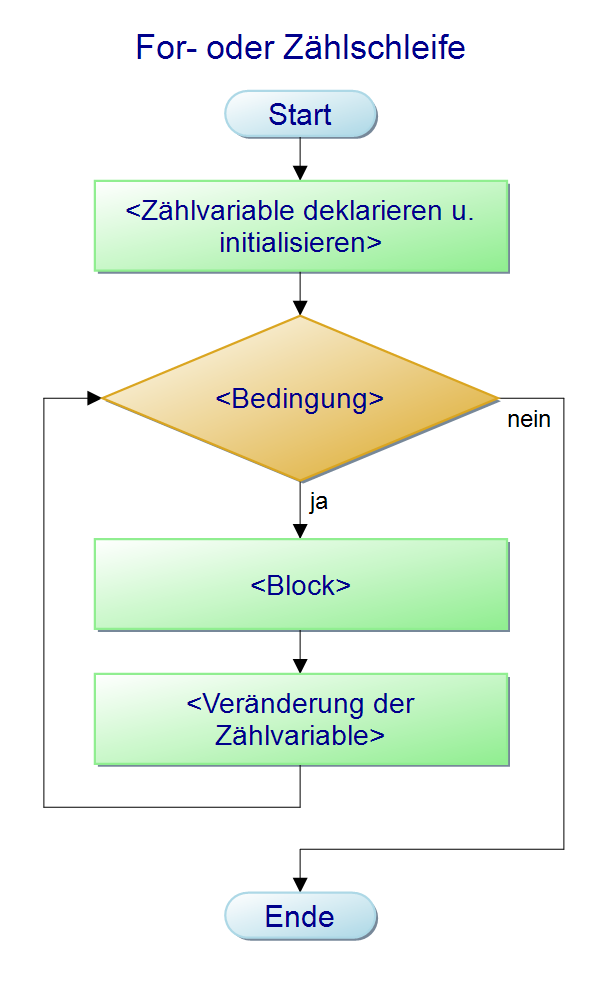 For- oder Zählschleife
Start
<Zählvariable deklarieren u.
initialisieren>
<Bedingung>
nein
ja
<Block>
<Veränderung der
Zählvariable>
Ende